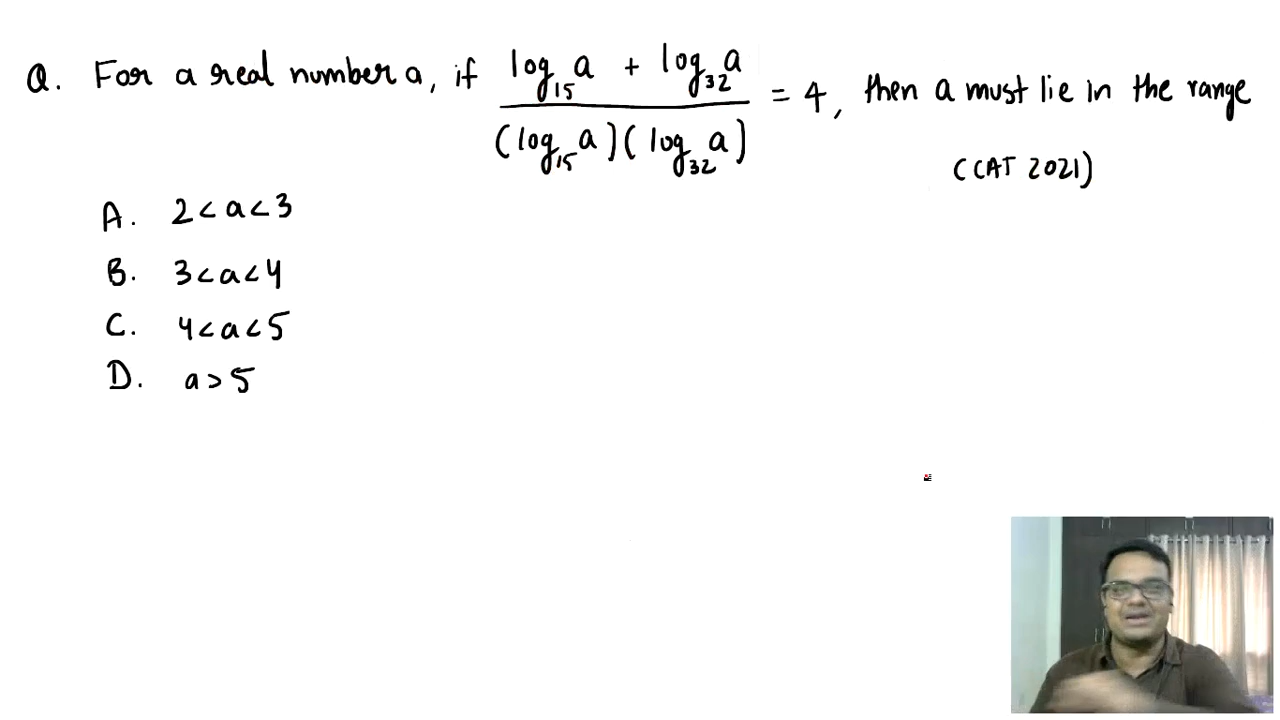 Q. For a real number a, if (log₁₅ a + log₃₂ a) / ((log₁₅ a)(log₃₂ a)) = 4, then a must lie in the range
(CAT 2021)
A. 2 < a < 3
B. 3 < a < 4
C. 4 < a < 5
D. a > 5